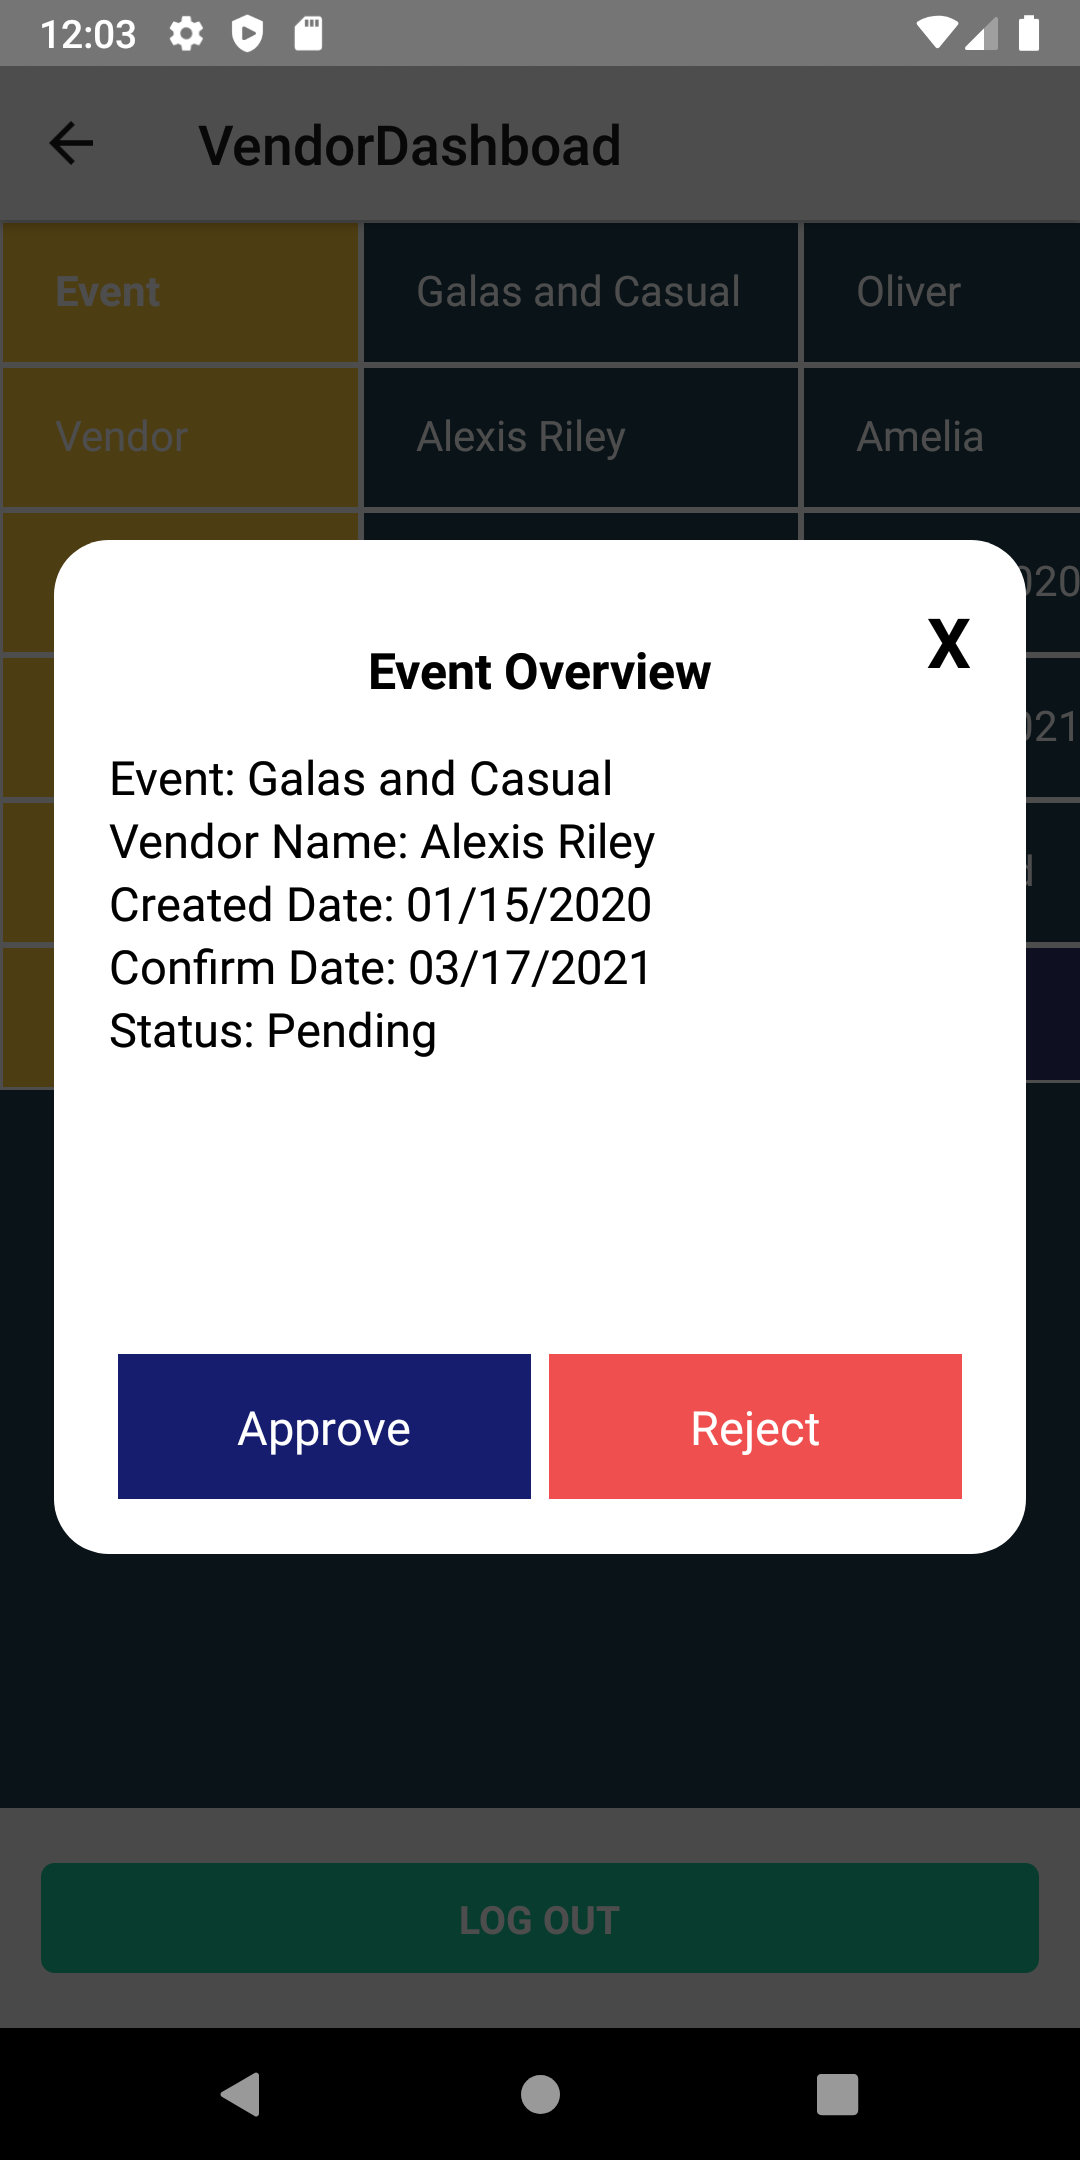 12:03
VendorDashboad
Event Galas and Casual Oliver
Vendor Alexis Riley Amelia
020
021
X
Event Overview
Event: Galas and Casual
Vendor Name: Alexis Riley
Created Date: 01/15/2020
Confirm Date: 03/17/2021
Status: Pending
Approve Reject
LOG OUT